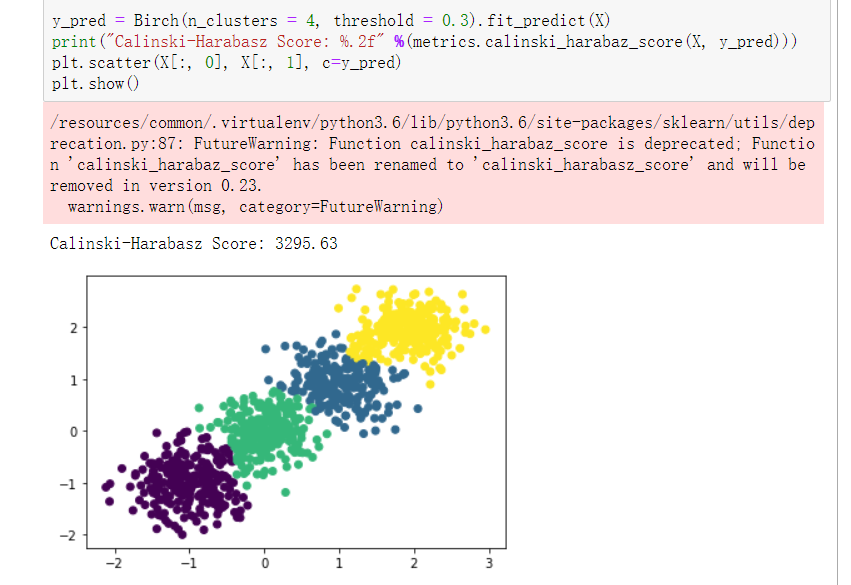 y_pred = Birch(n_clusters = 4, threshold = 0.3).fit_predict(X)
print("Calinski-Harabasz Score: %.2f" %(metrics.calinski_harabaz_score(X, y_pred)))
plt.scatter(X[:, 0], X[:, 1], c=y_pred)
plt.show()
/resources/common/.virtualenv/python3.6/lib/python3.6/site-packages/sklearn/utils/dep
recation.py:87: FutureWarning: Function calinski_harabaz_score is deprecated; Functio
n 'calinski_harabaz_score' has been renamed to 'calinski_harabasz_score' and will be
removed in version 0.23.
  warnings.warn(msg, category=FutureWarning)
Calinski-Harabasz Score: 3295.63
2
1
0
−1
−2
−2 −1 0 1 2 3